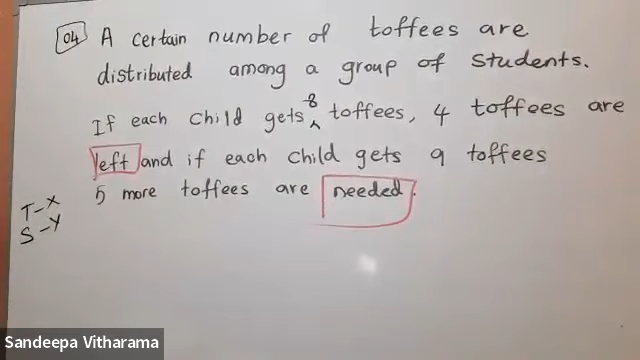 04 A certain number of toffees are
distributed among a group of students.
8
If each child gets ^ toffees, 4 toffees are
left and if each child gets 9 toffees
5 more toffees are needed.
T-X
S-Y
Sandeepa Vitharama